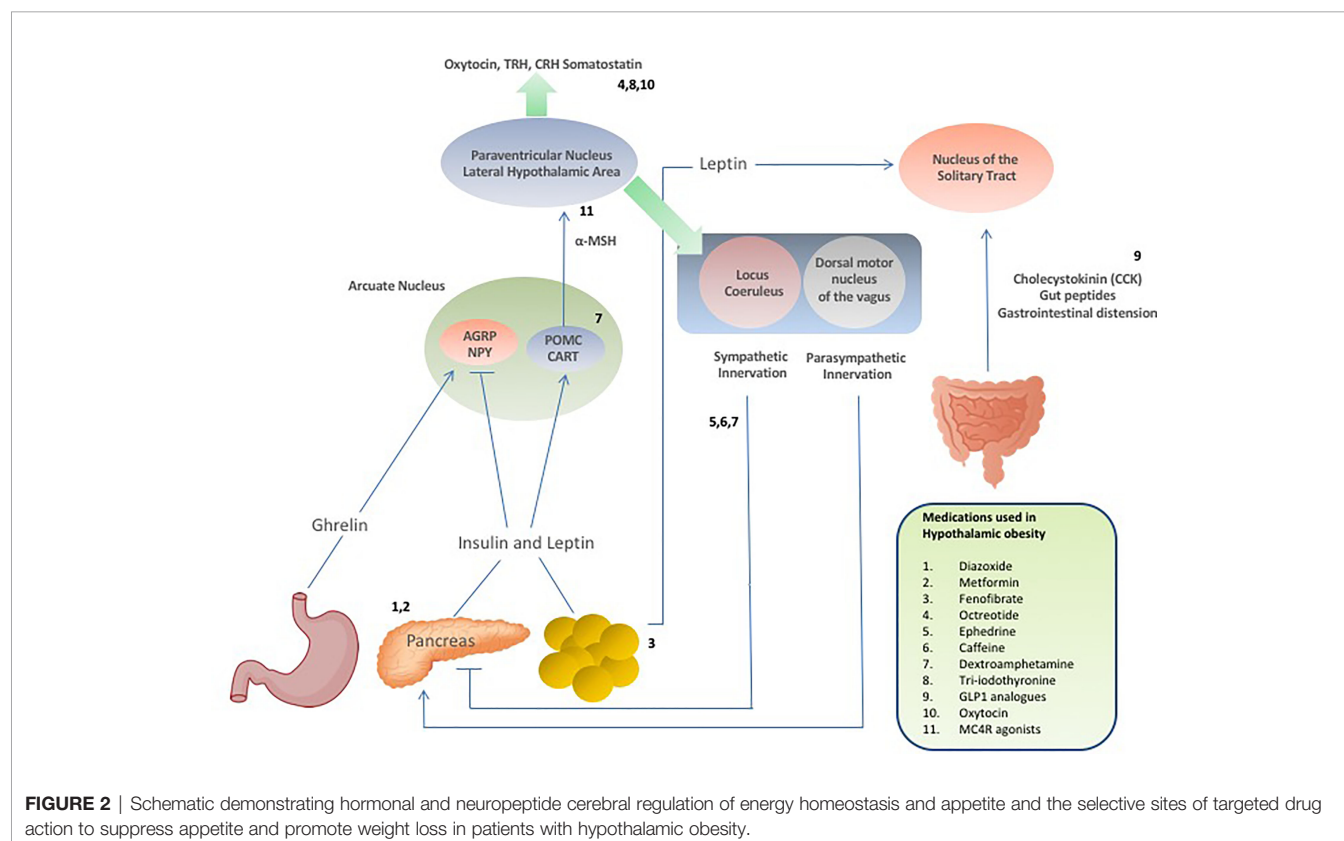 Oxytocin, TRH, CRH Somatostatin
4,8,10
Paraventricular Nucleus
Lateral Hypothalamic Area
Leptin
Nucleus of the
Solitary Tract
11
α-MSH
Arcuate Nucleus
Locus
Coeruleus
Dorsal motor
nucleus
of the vagus
9
Cholecystokinin (CCK)
Gut peptides
Gastrointestinal distension
7
AGRP
NPY
POMC
CART
Sympathetic
Innervation
Parasympathetic
Innervation
5,6,7
Ghrelin
Insulin and Leptin
1,2
Pancreas
3
Medications used in
Hypothalamic obesity
1. Diazoxide
2. Metformin
3. Fenofibrate
4. Octreotide
5. Ephedrine
6. Caffeine
7. Dextroamphetamine
8. Tri-iodothyronine
9. GLP1 analogues
10. Oxytocin
11. MC4R agonists
FIGURE 2 | Schematic demonstrating hormonal and neuropeptide cerebral regulation of energy homeostasis and appetite and the selective sites of targeted drug
action to suppress appetite and promote weight loss in patients with hypothalamic obesity.